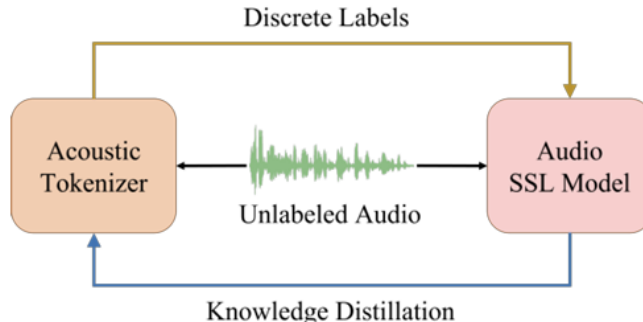 Discrete Labels
Acoustic
Tokenizer
Unlabeled Audio
Audio
SSL Model
Knowledge Distillation